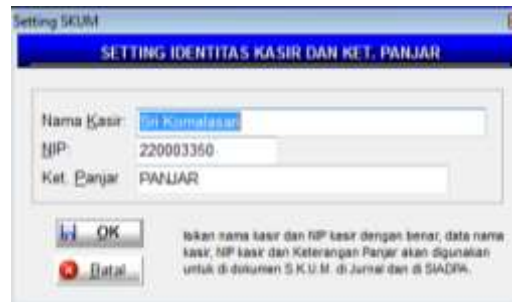 Setting SKUM
SETTING IDENTITAS KASIR DAN KET. PANJAR
Nama Kasir Sri Komalasari
NIP 220003350
Ket. Panjar PANJAR
OK
Batal
Isikan nama kasir dan NIP kasir dengan benar, data nama
kasir, NIP kasir dan Keterangan Panjar akan digunakan
untuk di dokumen S.K.U.M. di Jurnal dan di SIADPA.